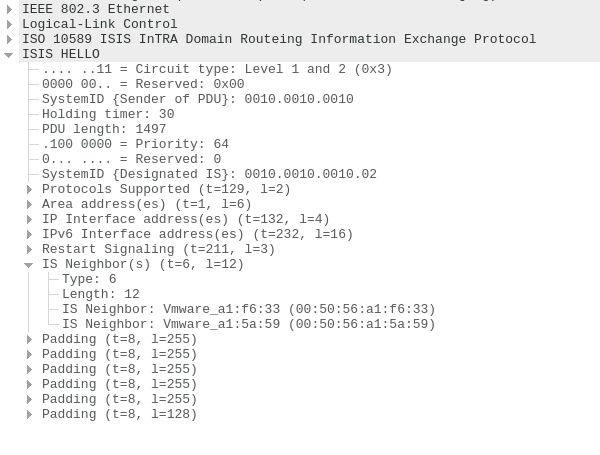 IEEE 802.3 Ethernet
Logical-Link Control
ISO 10589 ISIS InTRA Domain Routeing Information Exchange Protocol
ISIS HELLO
.... ..11 = Circuit type: Level 1 and 2 (0x3)
0000 00.. = Reserved: 0x00
SystemID {Sender of PDU}: 0010.0010.0010
Holding timer: 30
PDU length: 1497
.100 0000 = Priority: 64
0... .... = Reserved: 0
SystemID {Designated IS}: 0010.0010.0010.02
Protocols Supported (t=129, l=2)
Area address(es) (t=1, l=6)
IP Interface address(es) (t=132, l=4)
IPv6 Interface address(es) (t=232, l=16)
Restart Signaling (t=211, l=3)
IS Neighbor(s) (t=6, l=12)
Type: 6
Length: 12
IS Neighbor: Vmware_a1:f6:33 (00:50:56:a1:f6:33)
IS Neighbor: Vmware_a1:5a:59 (00:50:56:a1:5a:59)
Padding (t=8, l=255)
Padding (t=8, l=255)
Padding (t=8, l=255)
Padding (t=8, l=255)
Padding (t=8, l=255)
Padding (t=8, l=128)